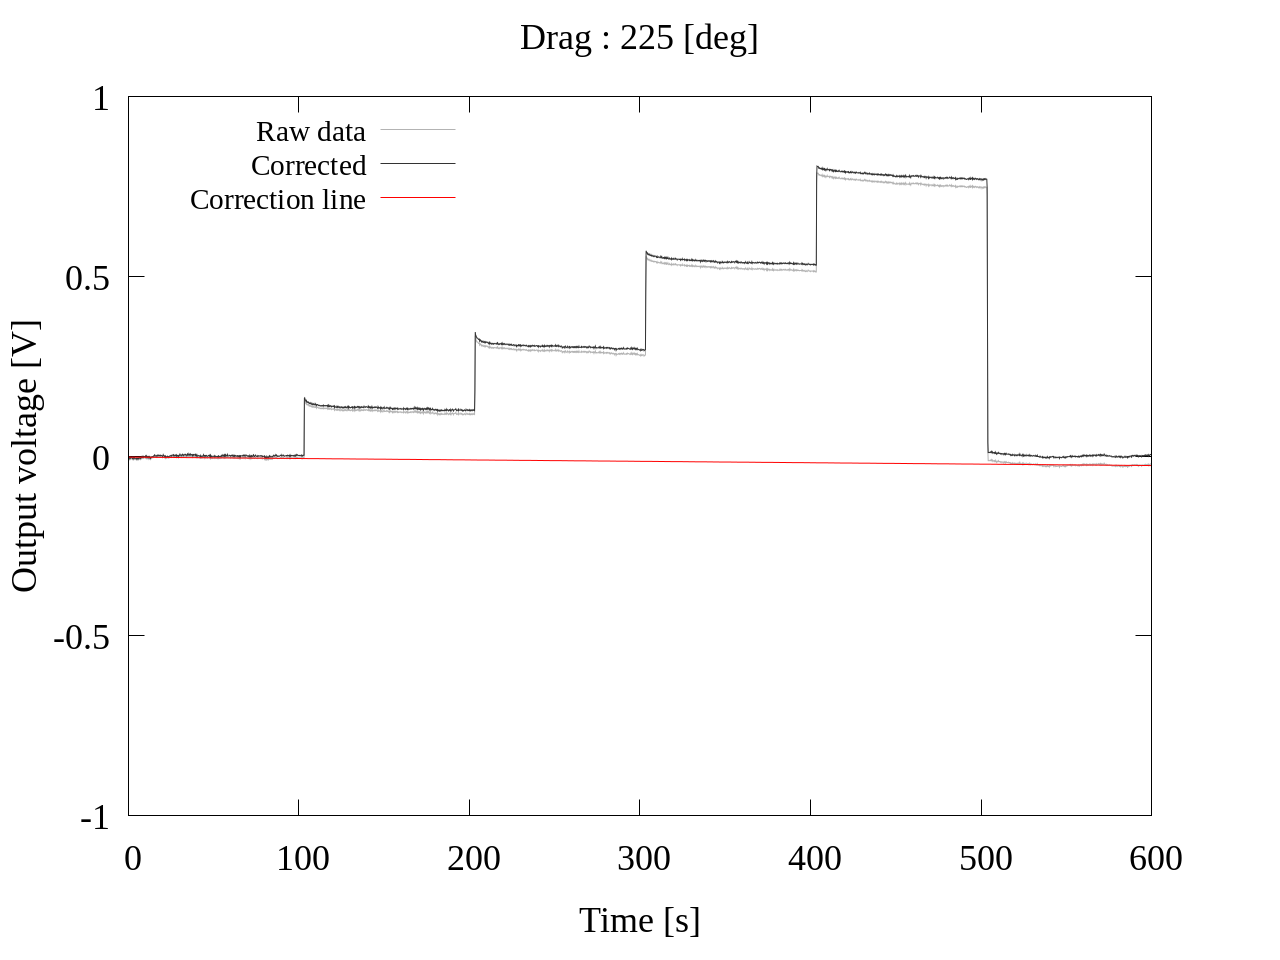 Drag : 225 [deg]
Raw data
Corrected
Correction line
1
0.5
0
-0.5
-1
Output voltage [V]
0 100 200 300 400 500 600
Time [s]